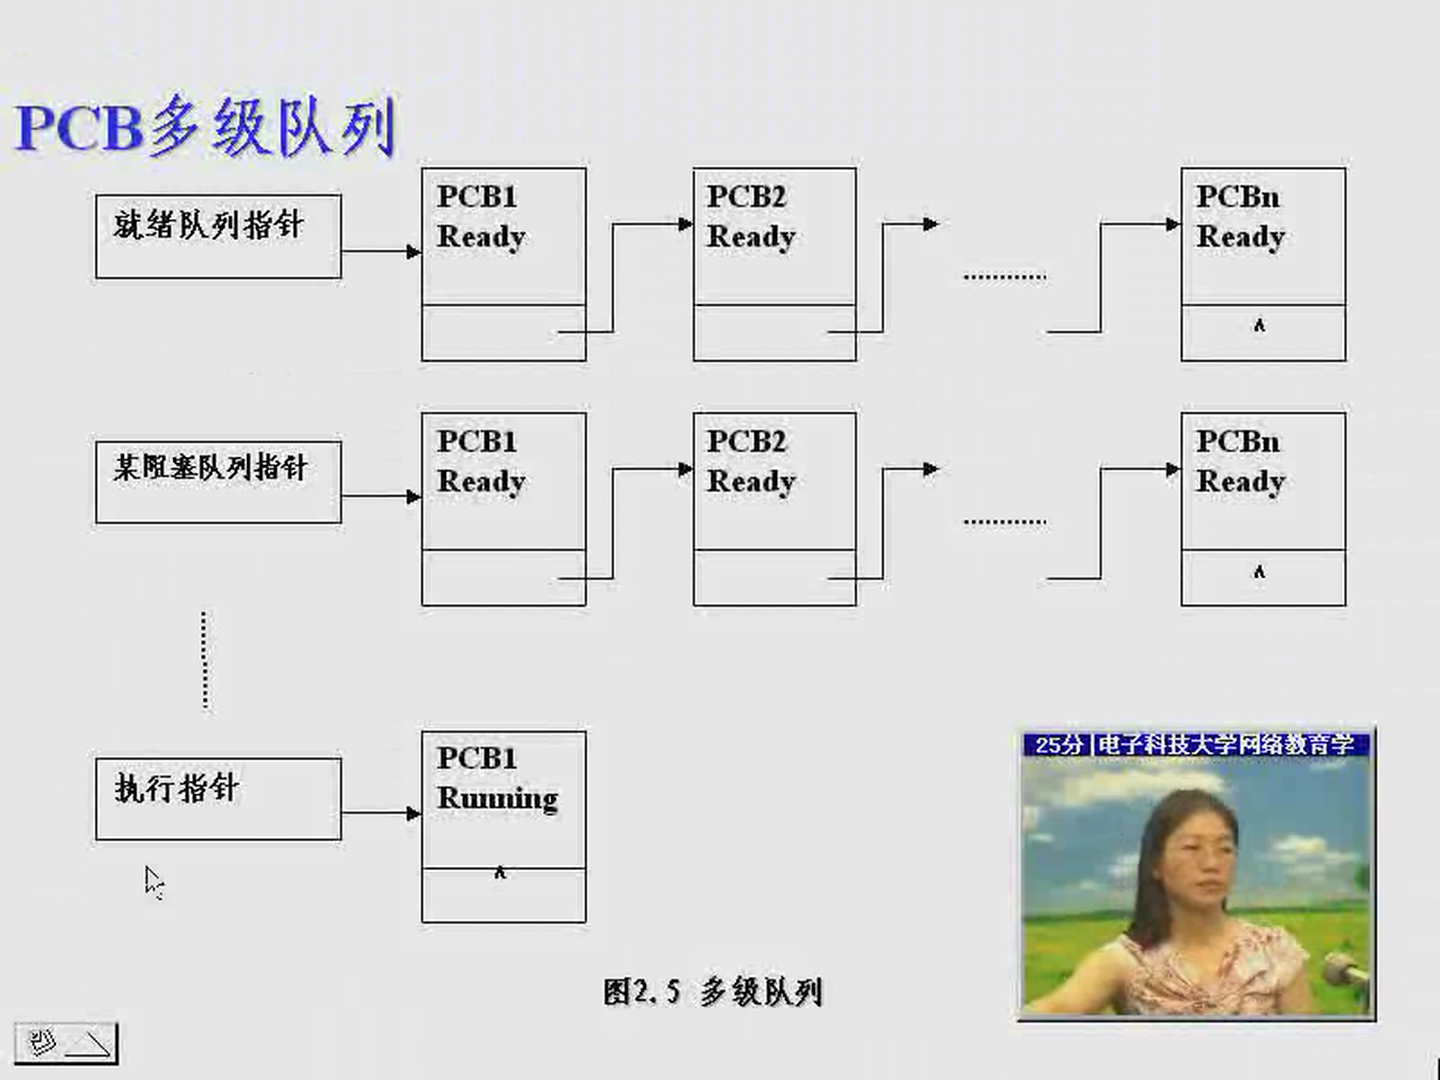 PCB多级队列
就绪队列指针
PCB1
Ready
PCB2
Ready
PCBn
Ready
∧
某阻塞队列指针
PCB1
Ready
PCB2
Ready
PCBn
Ready
∧
执行指针
PCB1
Running
∧
25分 电子科技大学网络教育学
图2.5 多级队列